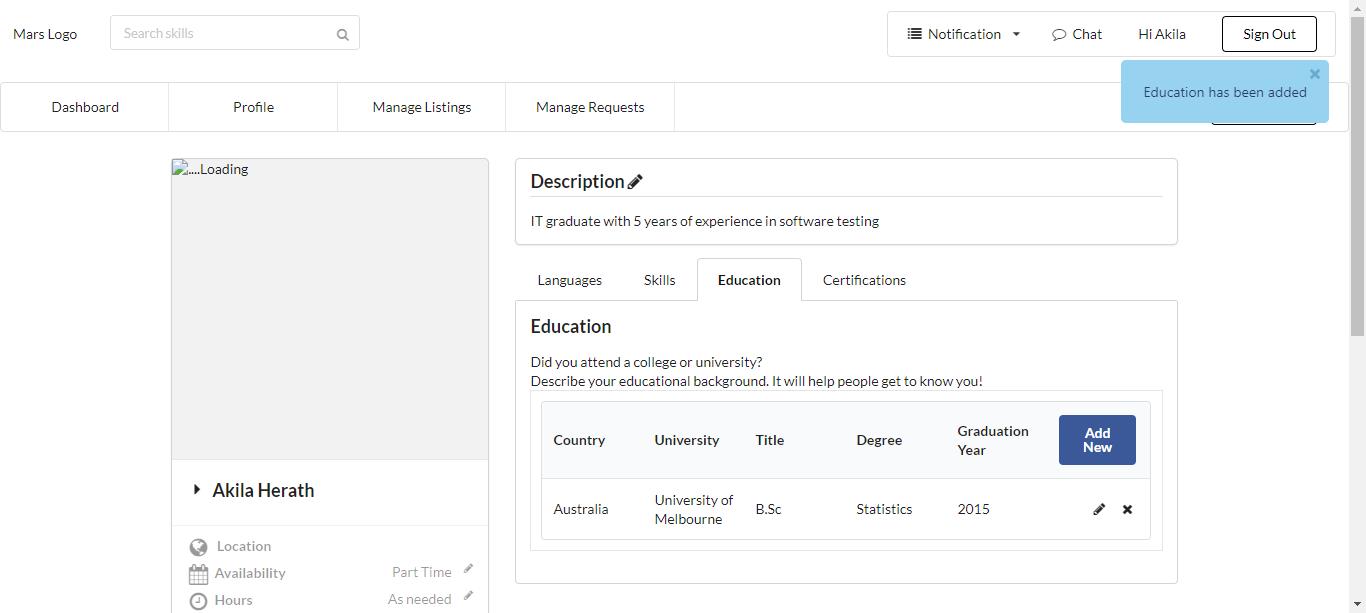 Mars Logo
Search skills
Notification
Chat
Hi Akila
Sign Out
Education has been added
Dashboard
Profile
Manage Listings
Manage Requests
....Loading
Description
IT graduate with 5 years of experience in software testing
Languages
Skills
Education
Certifications
Education
Did you attend a college or university?
Describe your educational background. It will help people get to know you!
Country
University
Title
Degree
Graduation
Year
Add
New
Australia
University of
Melbourne
B.Sc
Statistics
2015
Akila Herath
Location
Availability
Part Time
Hours
As needed